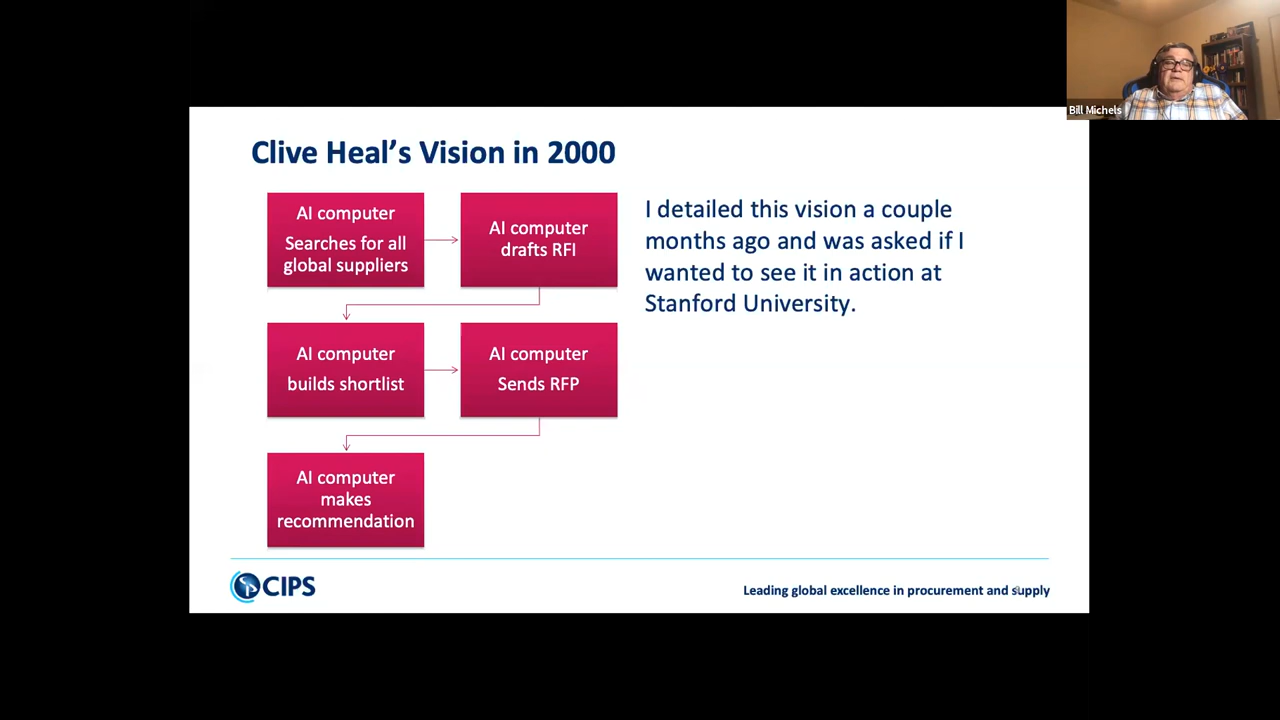 Bill Michels
Clive Heal's Vision in 2000
AI computer
Searches for all
global suppliers
AI computer
drafts RFI
AI computer
builds shortlist
AI computer
Sends RFP
AI computer
makes
recommendation
I detailed this vision a couple
months ago and was asked if I
wanted to see it in action at
Stanford University.
CIPS
Leading global excellence in procurement and supply